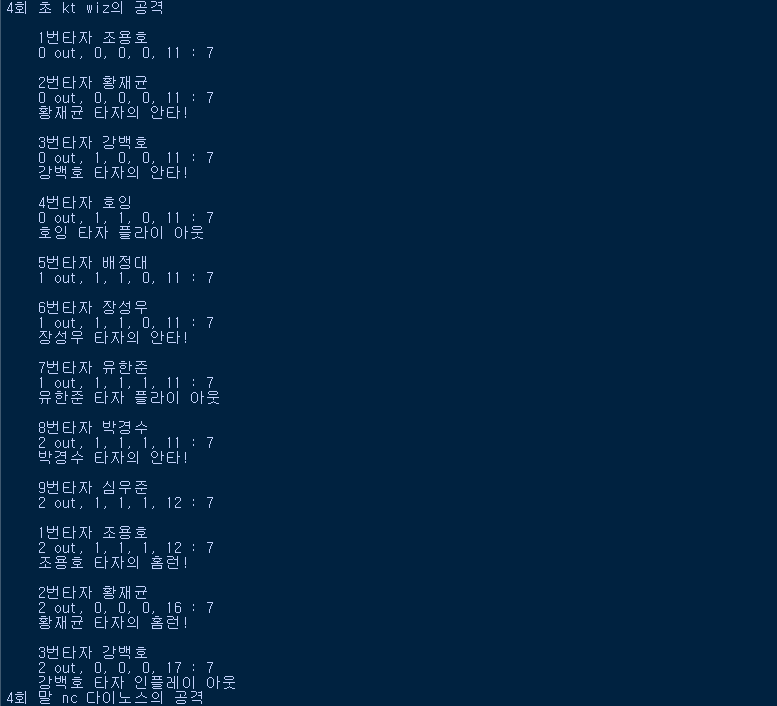 4회 초 kt wiz의 공격
1번타자 조용호
0 out, 0, 0, 0, 11 : 7
2번타자 황재균
0 out, 0, 0, 0, 11 : 7
황재균 타자의 안타!
3번타자 강백호
0 out, 1, 0, 0, 11 : 7
강백호 타자의 안타!
4번타자 호잉
0 out, 1, 1, 0, 11 : 7
호잉 타자 플라이 아웃
5번타자 배정대
1 out, 1, 1, 0, 11 : 7
6번타자 장성우
1 out, 1, 1, 0, 11 : 7
장성우 타자의 안타!
7번타자 유한준
1 out, 1, 1, 1, 11 : 7
유한준 타자 플라이 아웃
8번타자 박경수
2 out, 1, 1, 1, 11 : 7
박경수 타자의 안타!
9번타자 심우준
2 out, 1, 1, 1, 12 : 7
1번타자 조용호
2 out, 1, 1, 1, 12 : 7
조용호 타자의 홈런!
2번타자 황재균
2 out, 0, 0, 0, 16 : 7
황재균 타자의 홈런!
3번타자 강백호
2 out, 0, 0, 0, 17 : 7
강백호 타자 인플레이 아웃
4회 말 nc 다이노스의 공격